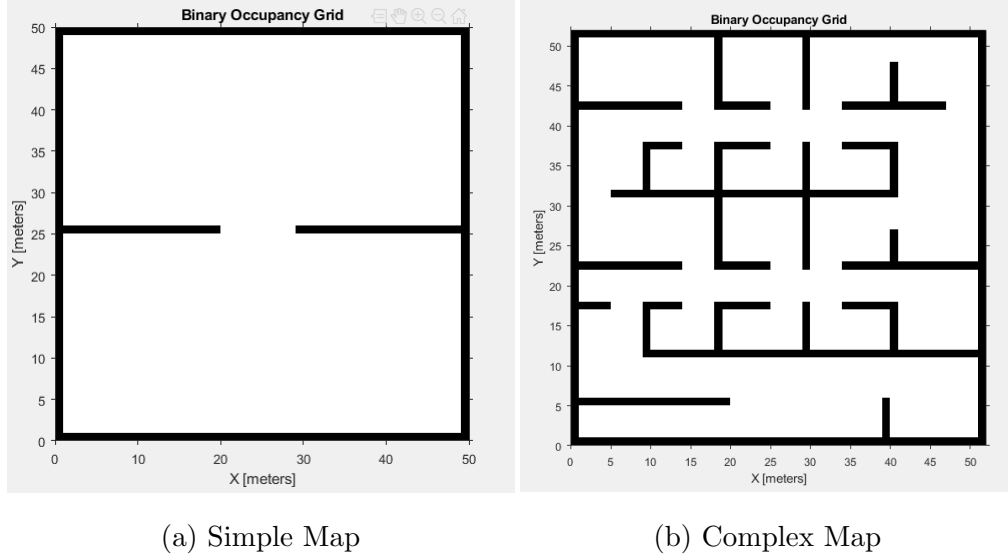 Binary Occupancy Grid
50
45
40
35
30
25
20
15
10
5
0
Y [meters]
0 10 20 30 40 50
X [meters]
(a) Simple Map
Binary Occupancy Grid
50
45
40
35
30
25
20
15
10
5
0
Y [meters]
0 5 10 15 20 25 30 35 40 45 50
X [meters]
(b) Complex Map